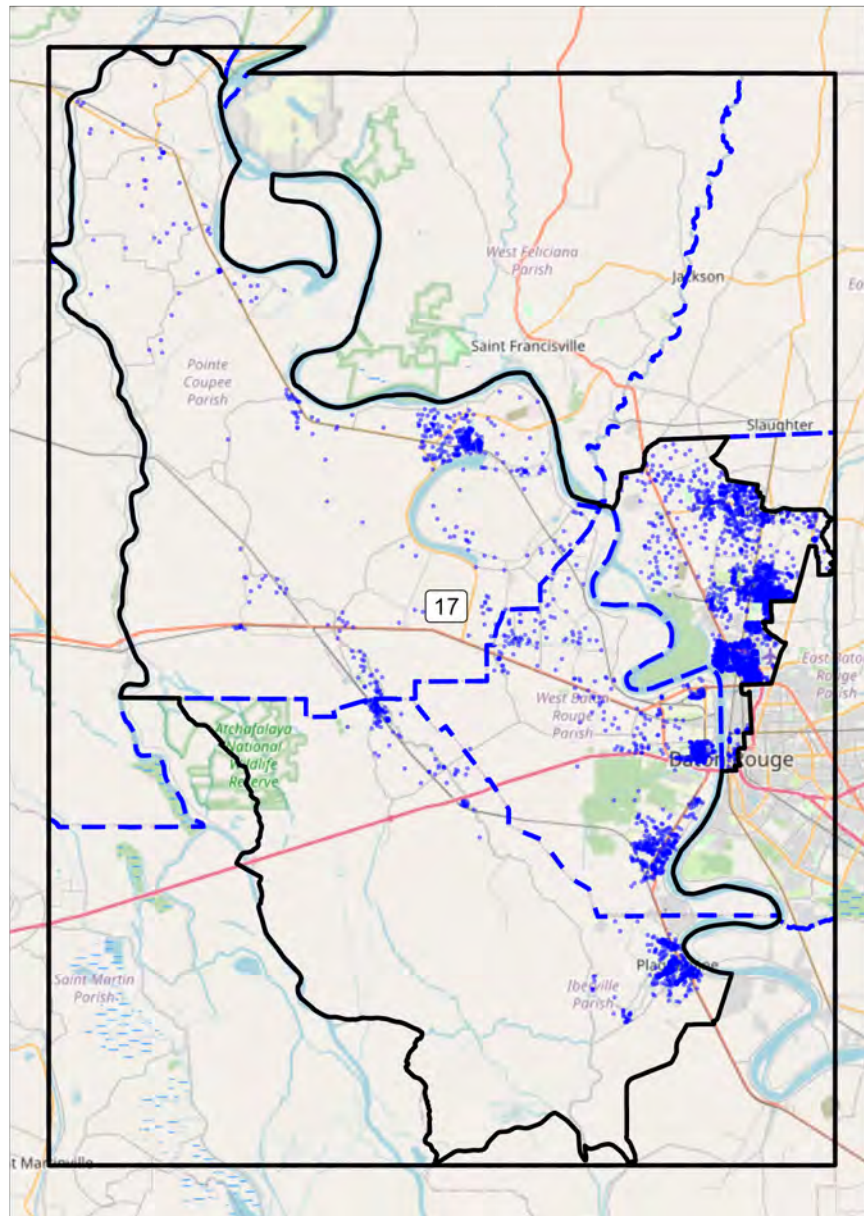 West Feliciana
Parish
Jackson
Saint Francisville
Pointe
Coupee
Parish
Slaughter
17
East Baton
Rouge
Parish
West Baton
Rouge
Parish
Atchafalaya
National
Wildlife
Reserve
Baton Rouge
Saint Martin
Parish
Iberville
Parish